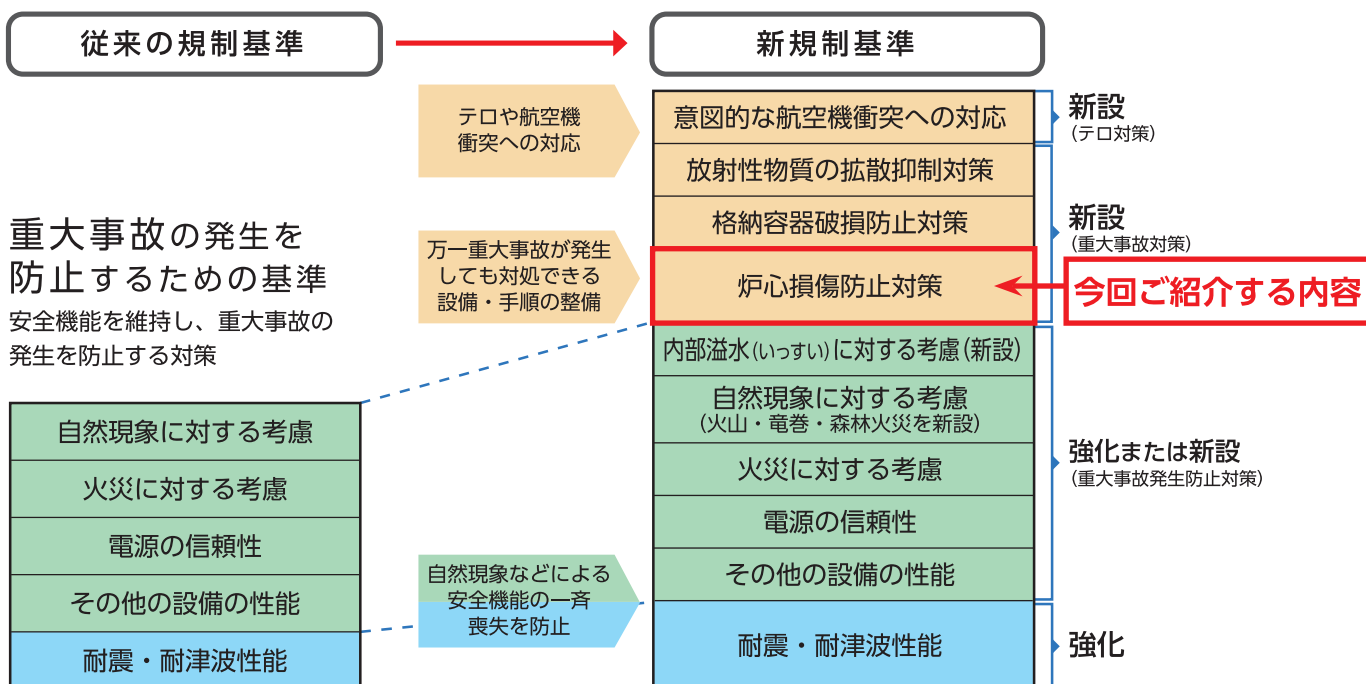 従来の規制基準
新規制基準
重大事故の発生を
防止するための基準
安全機能を維持し、重大事故の
発生を防止する対策
自然現象に対する考慮
火災に対する考慮
電源の信頼性
その他の設備の性能
耐震・耐津波性能
テロや航空機
衝突への対応
万一重大事故が発生
しても対処できる
設備・手順の整備
自然現象などによる
安全機能の一斉
喪失を防止
意図的な航空機衝突への対応
放射性物質の拡散抑制対策
格納容器破損防止対策
炉心損傷防止対策
内部溢水(いっすい)に対する考慮(新設)
自然現象に対する考慮
(火山・竜巻・森林火災を新設)
火災に対する考慮
電源の信頼性
その他の設備の性能
耐震・耐津波性能
新設
(テロ対策)
新設
(重大事故対策)
今回ご紹介する内容
強化または新設
(重大事故発生防止対策)
強化